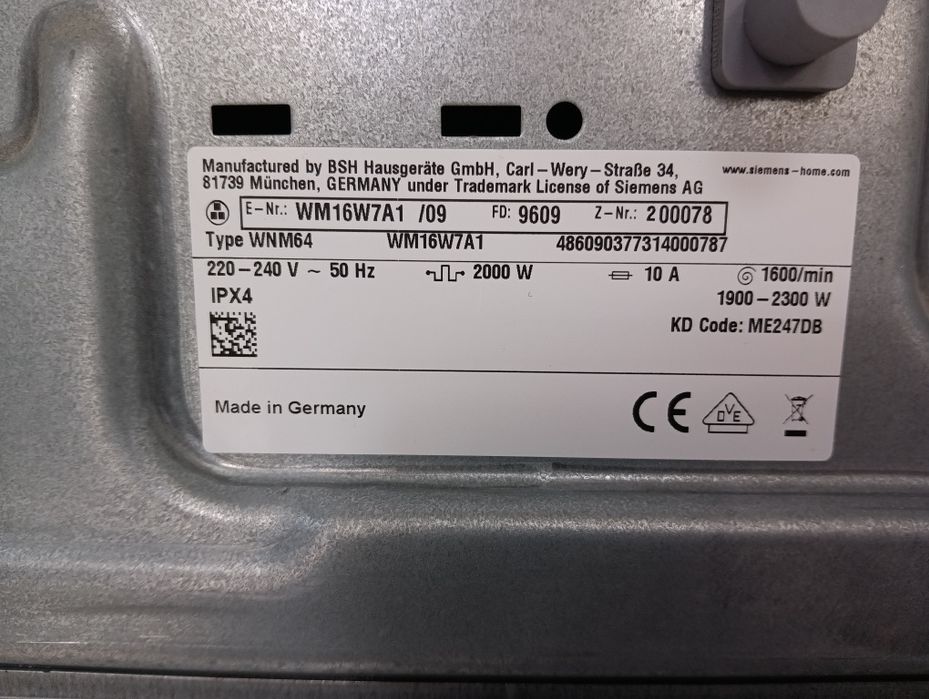 Manufactured by BSH Hausgeräte GmbH, Carl-Wery-Straße 34, www.siemens-home.com
81739 München, GERMANY under Trademark License of Siemens AG
E-Nr.: WM16W7A1 /09 FD: 9609 Z-Nr.: 200078
Type WNM64 WM16W7A1 486090377314000787
220-240 V ~ 50 Hz 2000 W 10 A 1600/min
IPX4 1900-2300 W
KD Code: ME247DB
Made in Germany CE DVE